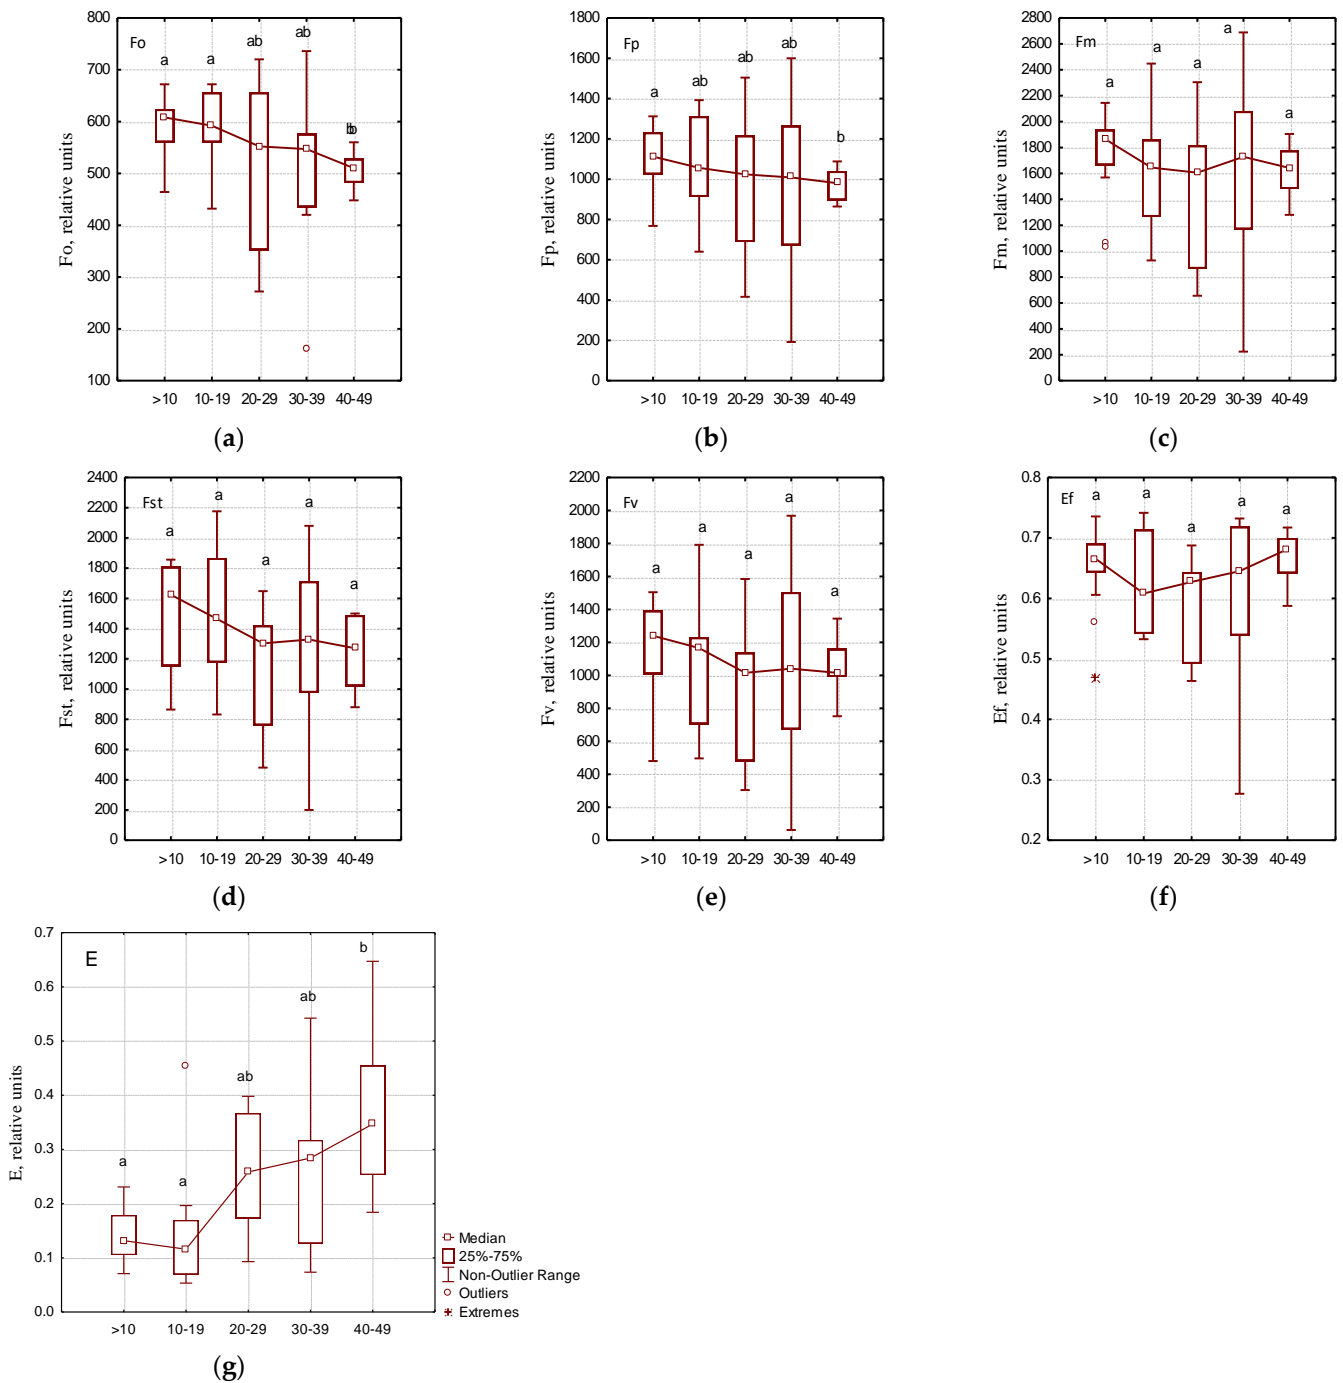 Fo
Fo, relative units
800
700
600
500
400
300
200
100
a
a
ab
ab
b
>10
10-19
20-29
30-39
40-49
(a)
Fp
Fp, relative units
1800
1600
1400
1200
1000
800
600
400
200
0
a
ab
ab
ab
b
>10
10-19
20-29
30-39
40-49
(b)
Fm
Fm, relative units
2800
2600
2400
2200
2000
1800
1600
1400
1200
1000
800
600
400
200
0
a
a
a
a
a
>10
10-19
20-29
30-39
40-49
(c)
Fst
Fst, relative units
2400
2200
2000
1800
1600
1400
1200
1000
800
600
400
200
0
a
a
a
a
a
>10
10-19
20-29
30-39
40-49
(d)
Fv
Fv, relative units
2200
2000
1800
1600
1400
1200
1000
800
600
400
200
0
a
a
a
a
a
>10
10-19
20-29
30-39
40-49
(e)
Ef
Ef, relative units
0.8
0.7
0.6
0.5
0.4
0.3
0.2
a
a
a
a
a
>10
10-19
20-29
30-39
40-49
(f)
E
E, relative units
0.7
0.6
0.5
0.4
0.3
0.2
0.1
0.0
a
a
ab
ab
b
>10
10-19
20-29
30-39
40-49
Median
25%-75%
Non-Outlier Range
Outliers
Extremes
(g)